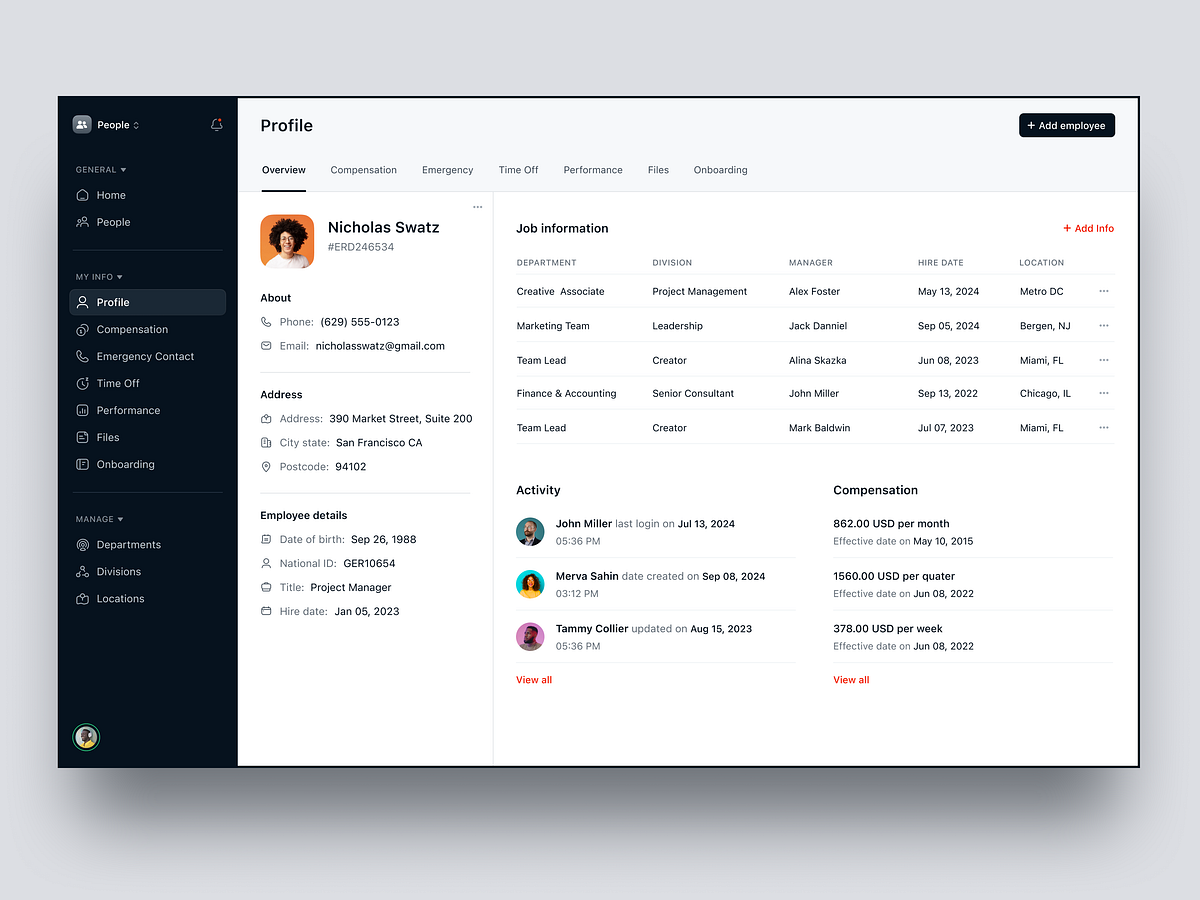 People
GENERAL
Home
People
MY INFO
Profile
Compensation
Emergency Contact
Time Off
Performance
Files
Onboarding
MANAGE
Departments
Divisions
Locations
Profile
+ Add employee
Overview Compensation Emergency Time Off Performance Files Onboarding
Nicholas Swatz
#ERD246534
About
Phone: (629) 555-0123
Email: nicholasswatz@gmail.com
Address
Address: 390 Market Street, Suite 200
City state: San Francisco CA
Postcode: 94102
Employee details
Date of birth: Sep 26, 1988
National ID: GER10654
Title: Project Manager
Hire date: Jan 05, 2023
Job information
+ Add Info
DEPARTMENT DIVISION MANAGER HIRE DATE LOCATION
Creative Associate Project Management Alex Foster May 13, 2024 Metro DC
Marketing Team Leadership Jack Danniel Sep 05, 2024 Bergen, NJ
Team Lead Creator Alina Skazka Jun 08, 2023 Miami, FL
Finance & Accounting Senior Consultant John Miller Sep 13, 2022 Chicago, IL
Team Lead Creator Mark Baldwin Jul 07, 2023 Miami, FL
Activity
John Miller last login on Jul 13, 2024
05:36 PM
Merva Sahin date created on Sep 08, 2024
03:12 PM
Tammy Collier updated on Aug 15, 2023
05:36 PM
View all
Compensation
862.00 USD per month
Effective date on May 10, 2015
1560.00 USD per quater
Effective date on Jun 08, 2022
378.00 USD per week
Effective date on Jun 08, 2022
View all